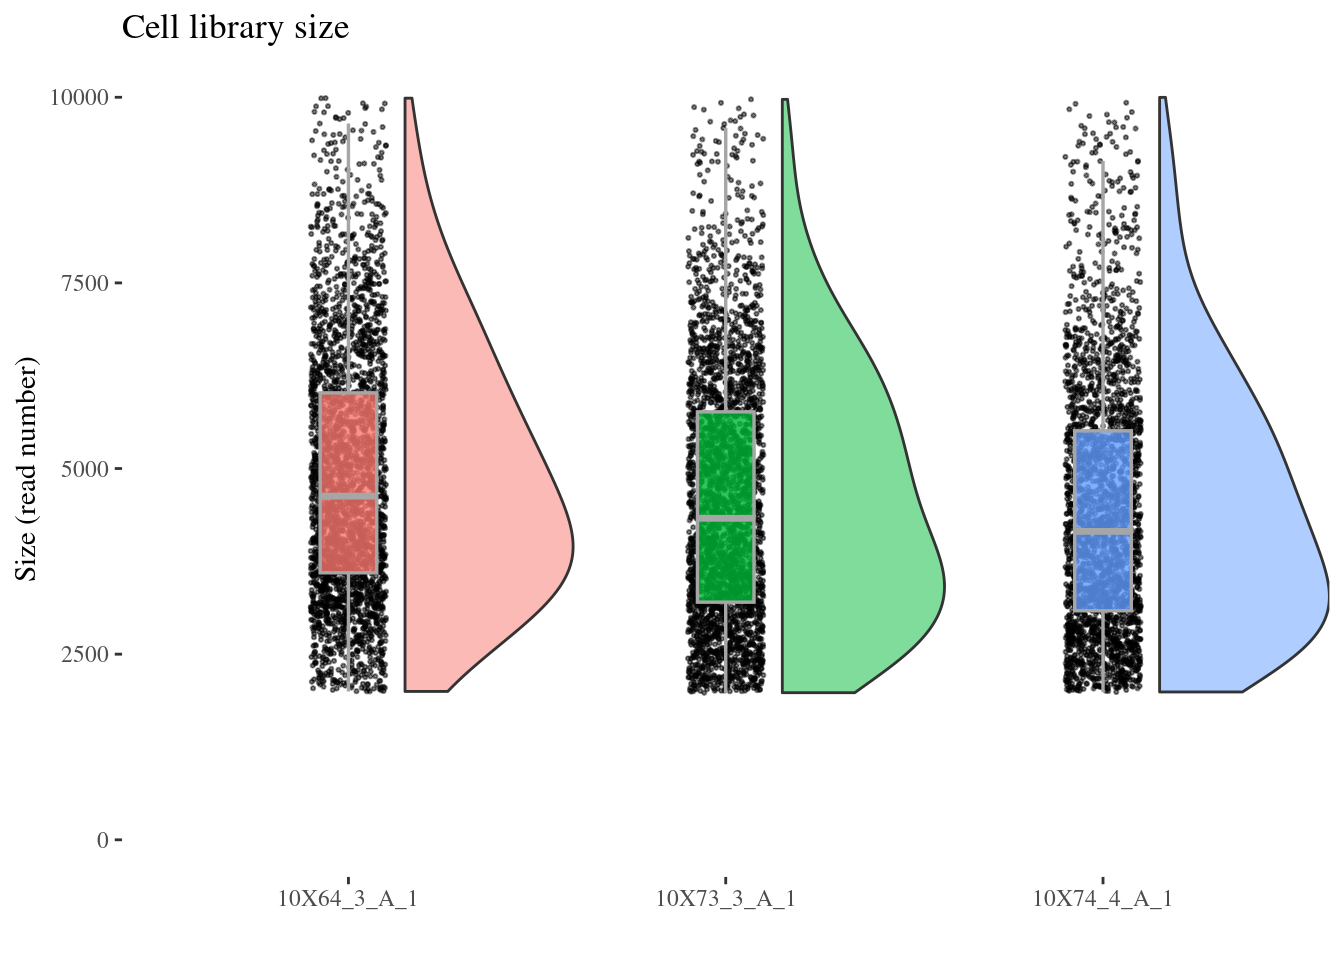 Cell library size
Size (read number)
10000
7500
5000
2500
0
10X64_3_A_1
10X73_3_A_1
10X74_4_A_1